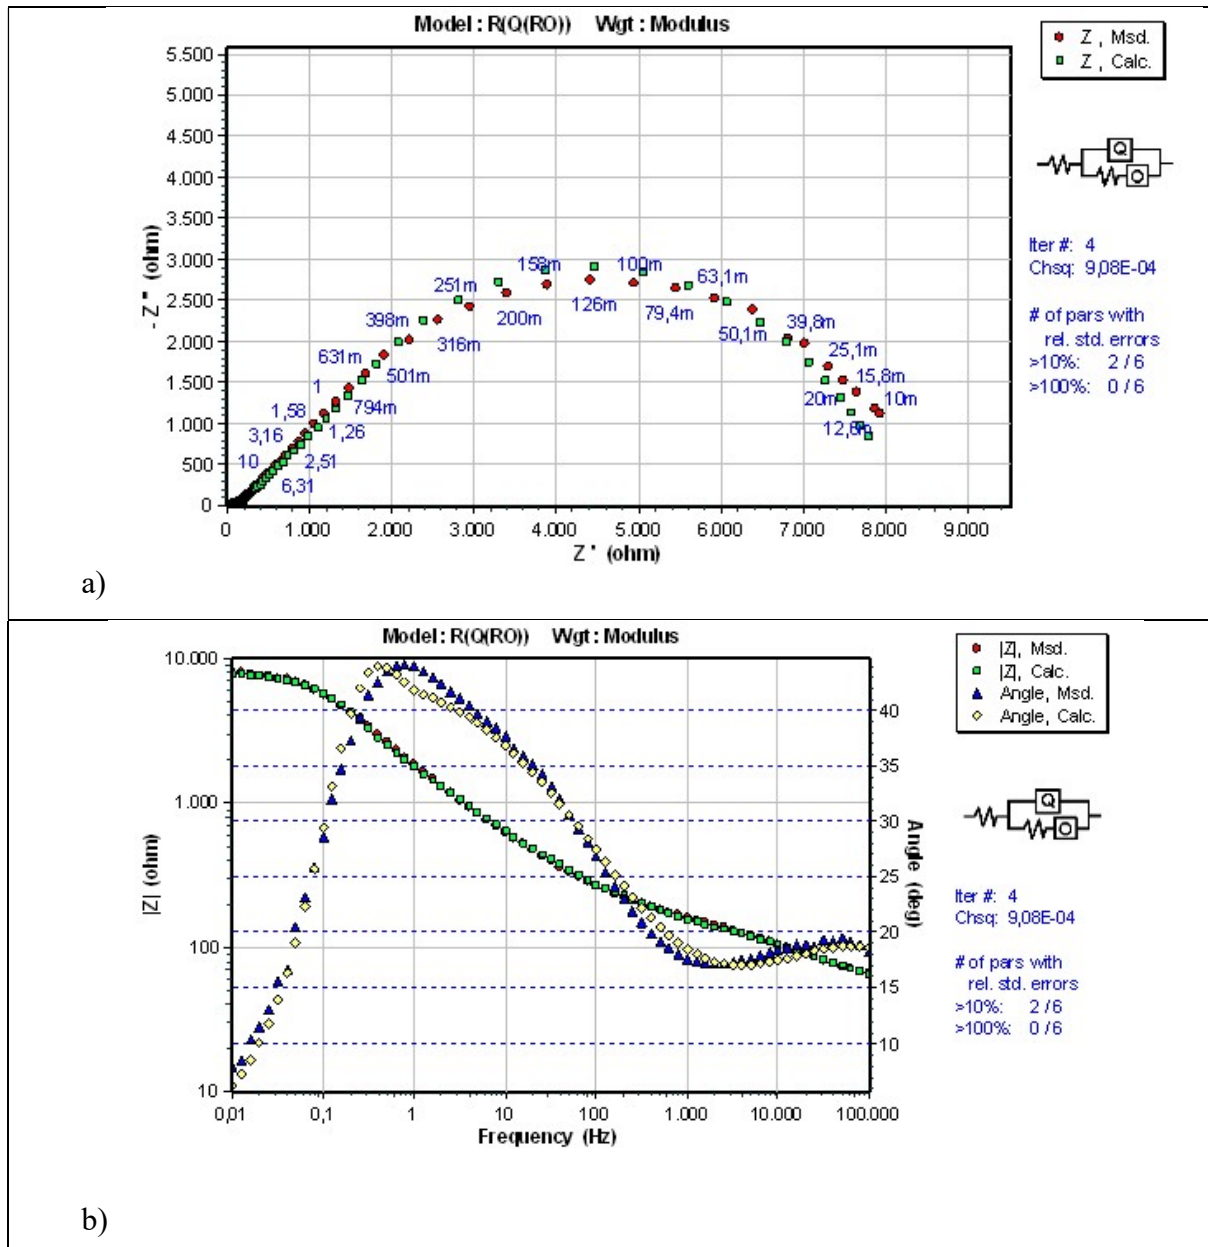 Model : R(Q(RO)) Wgt : Modulus
Z , Msd.
Z , Calc.
- Z '' (ohm)
5.500
5.000
4.500
4.000
3.500
3.000
2.500
2.000
1.500
1.000
500
0
158m
100m
63,1m
251m
126m
79,4m
200m
398m
50,1m
39,8m
316m
631m
501m
25,1m
15,8m
1
794m
20m
10m
1,58
1,26
12,6m
3,16
10
2,51
6,31
0
1.000
2.000
3.000
4.000
5.000
6.000
7.000
8.000
9.000
Z ' (ohm)
Q
O
Iter #: 4
Chsq: 9,08E-04
# of pars with
rel. std. errors
>10%: 2 / 6
>100%: 0 / 6
a)
Model : R(Q(RO)) Wgt : Modulus
|Z|, Msd.
|Z|, Calc.
Angle, Msd.
Angle, Calc.
|Z| (ohm)
10.000
1.000
100
10
40
35
30
25
20
15
10
Angle (deg)
0,01
0,1
1
10
100
1.000
10.000
100.000
Frequency (Hz)
Q
O
Iter #: 4
Chsq: 9,08E-04
# of pars with
rel. std. errors
>10%: 2 / 6
>100%: 0 / 6
b)